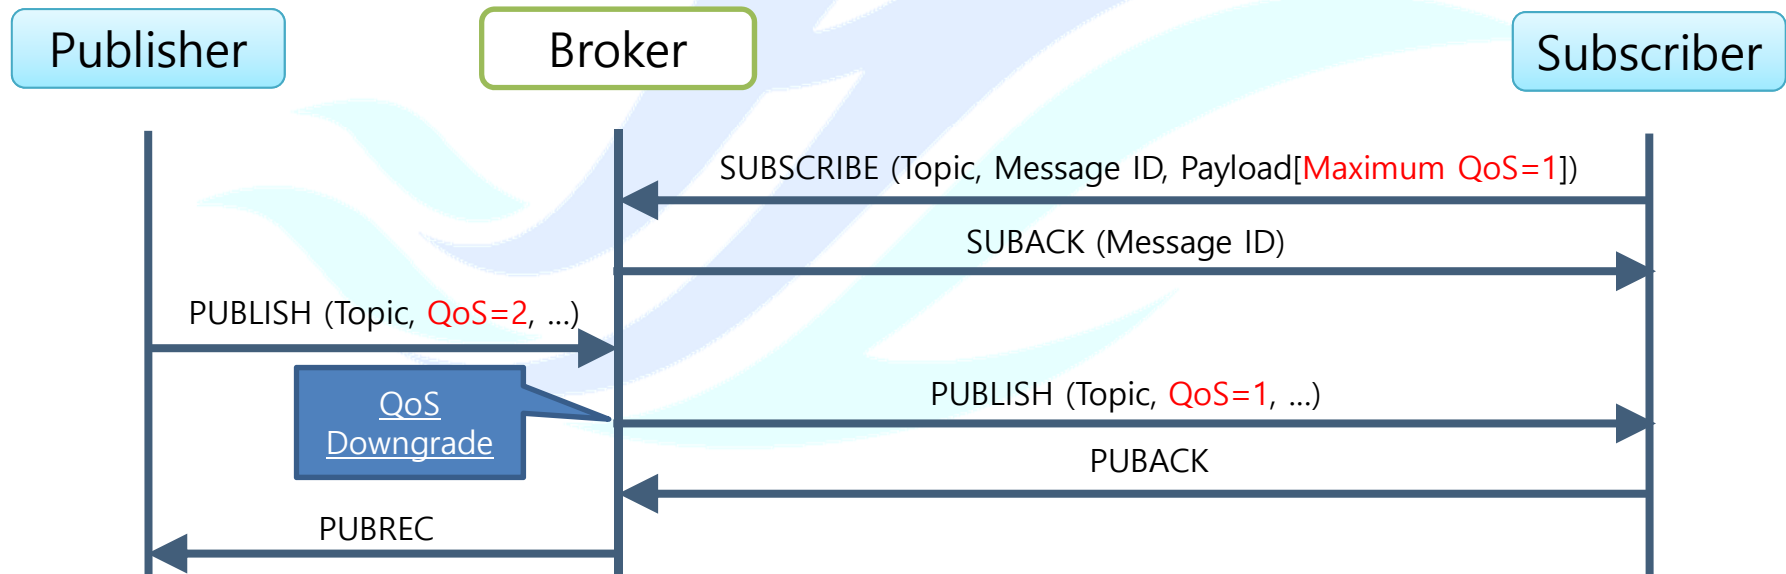 Publisher
Broker
Subscriber
SUBSCRIBE (Topic, Message ID, Payload[Maximum QoS=1])
SUBACK (Message ID)
PUBLISH (Topic, QoS=2, ...)
QoS
Downgrade
PUBLISH (Topic, QoS=1, ...)
PUBACK
PUBREC